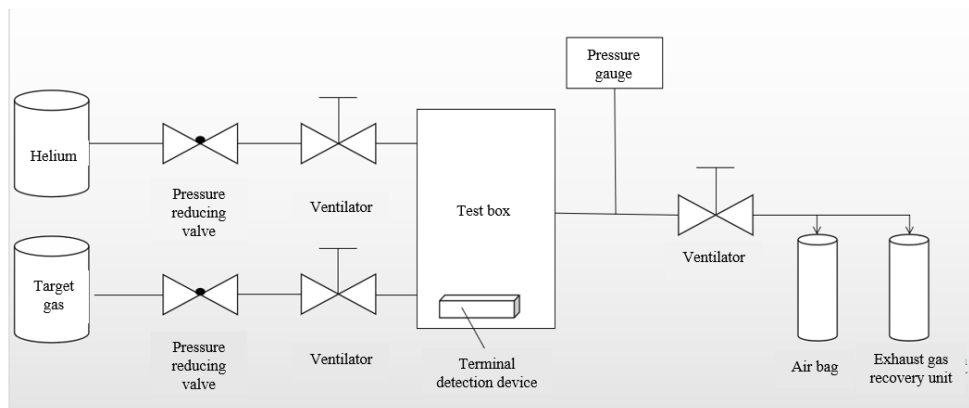 Pressure
gauge
Helium
Pressure
reducing
valve
Ventilator
Test box
Ventilator
Target
gas
Pressure
reducing
valve
Ventilator
Terminal
detection device
Air bag
Exhaust gas
recovery unit